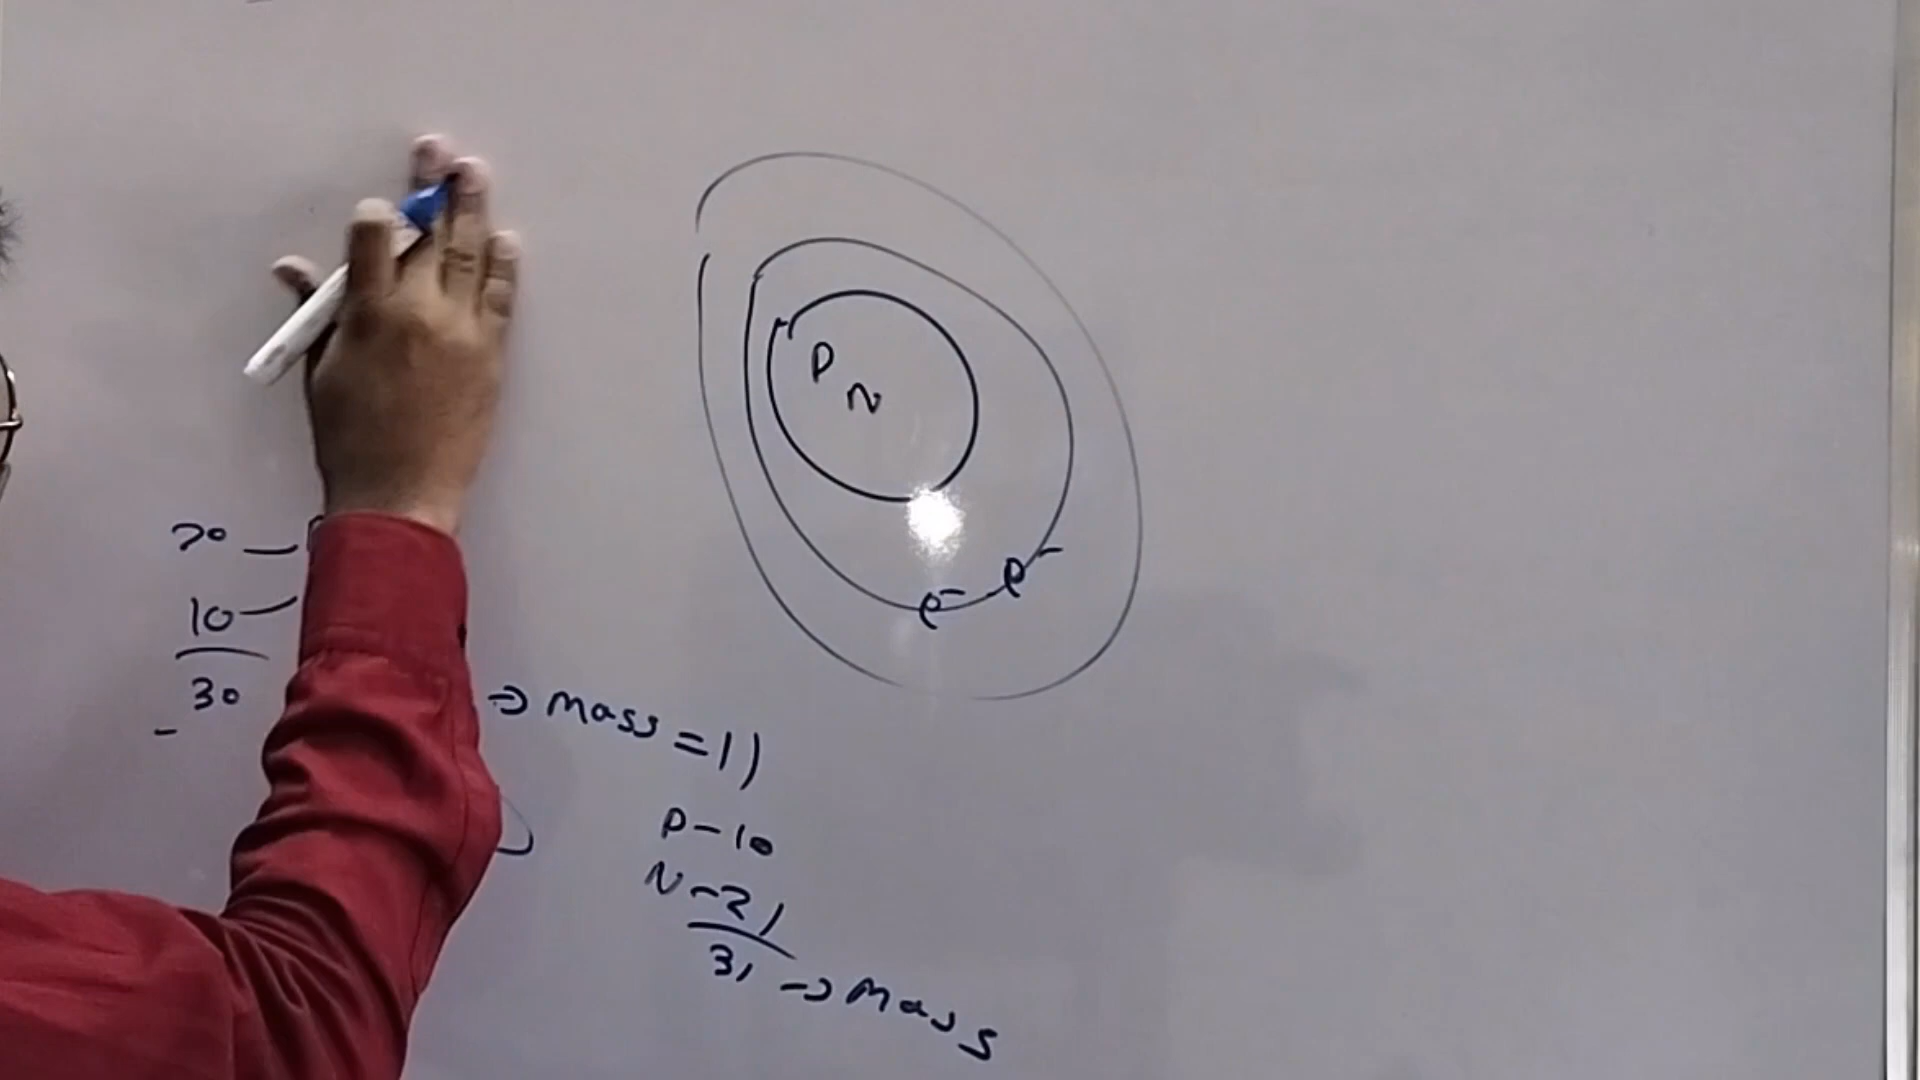 P
N
e-
e-
20 —
10 —
30
-
→ Mass = 11
P - 10
N - 21
31 → Mass